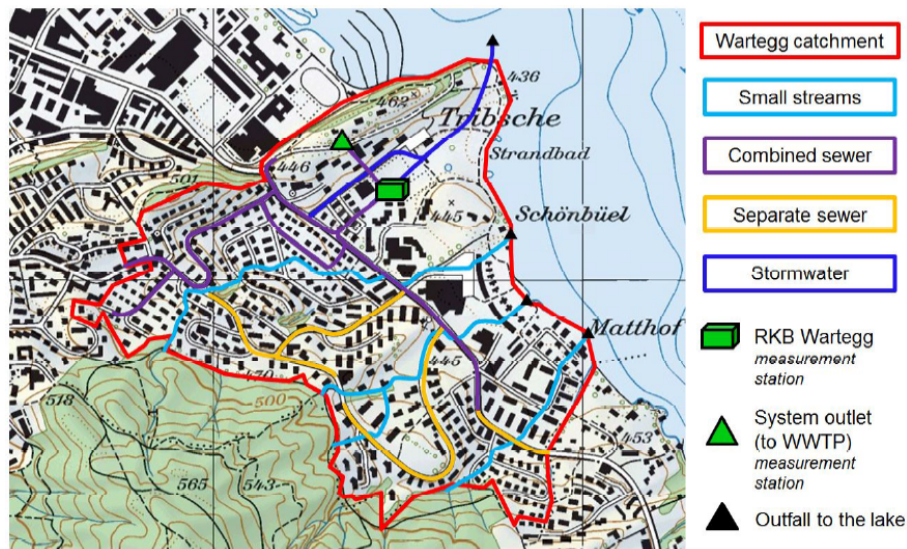 436
462
Tribsche
Strandbad
446
501
445
Schönbüel
Matthof
445
470
500
518
453
565
543
Wartegg catchment
Small streams
Combined sewer
Separate sewer
Stormwater
RKB Wartegg
measurement
station
System outlet
(to WWTP)
measurement
station
Outfall to the lake